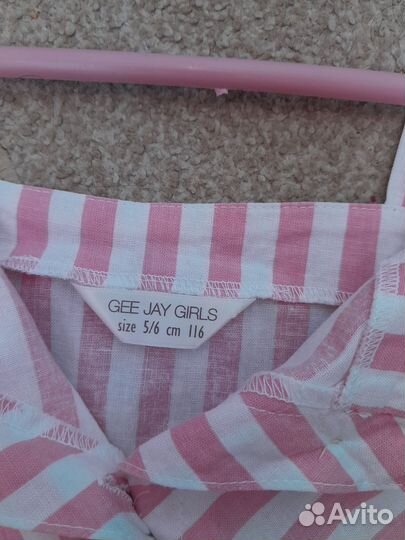 GEE JAY GIRLS
size 5/6 cm 116
Avito